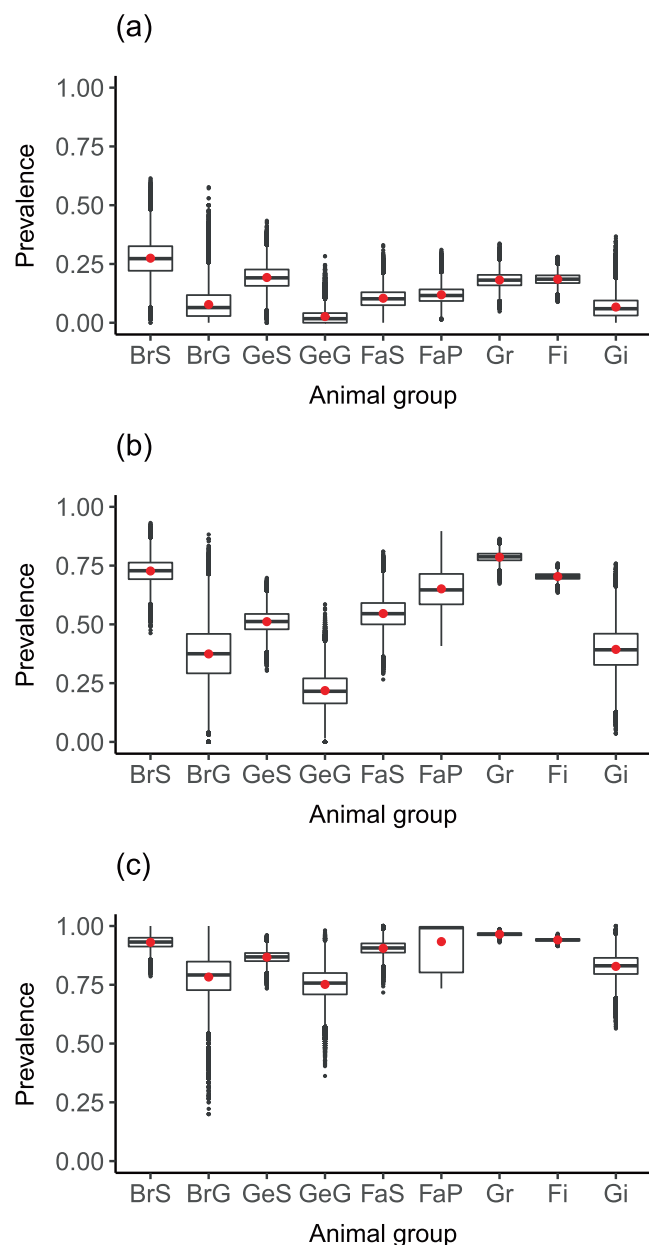 (a)
Prevalence
1.00
0.75
0.50
0.25
0.00
BrS BrG GeS GeG FaS FaP Gr Fi Gi
Animal group
(b)
Prevalence
1.00
0.75
0.50
0.25
0.00
BrS BrG GeS GeG FaS FaP Gr Fi Gi
Animal group
(c)
Prevalence
1.00
0.75
0.50
0.25
0.00
BrS BrG GeS GeG FaS FaP Gr Fi Gi
Animal group